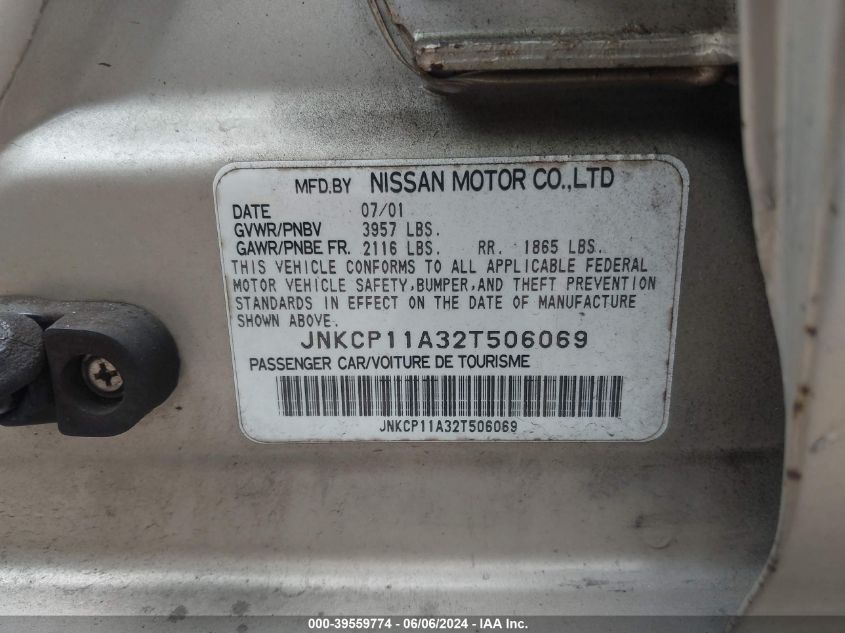 MFD.BY NISSAN MOTOR CO.,LTD
DATE 07/01
GVWR/PNBV 3957 LBS.
GAWR/PNBE FR. 2116 LBS. RR. 1865 LBS.
THIS VEHICLE CONFORMS TO ALL APPLICABLE FEDERAL
MOTOR VEHICLE SAFETY,BUMPER,AND THEFT PREVENTION
STANDARDS IN EFFECT ON THE DATE OF MANUFACTURE
SHOWN ABOVE.
JNKCP11A32T506069
PASSENGER CAR/VOITURE DE TOURISME
JNKCP11A32T506069
000-39559774 - 06/06/2024 - IAA Inc.